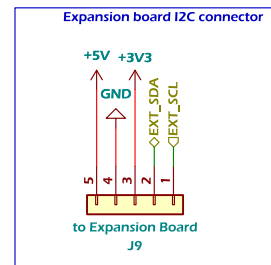 Expansion board I2C connector
+5V
+3V3
GND
EXT_SDA
EXT_SCL
5
4
3
2
1
to Expansion Board
J9